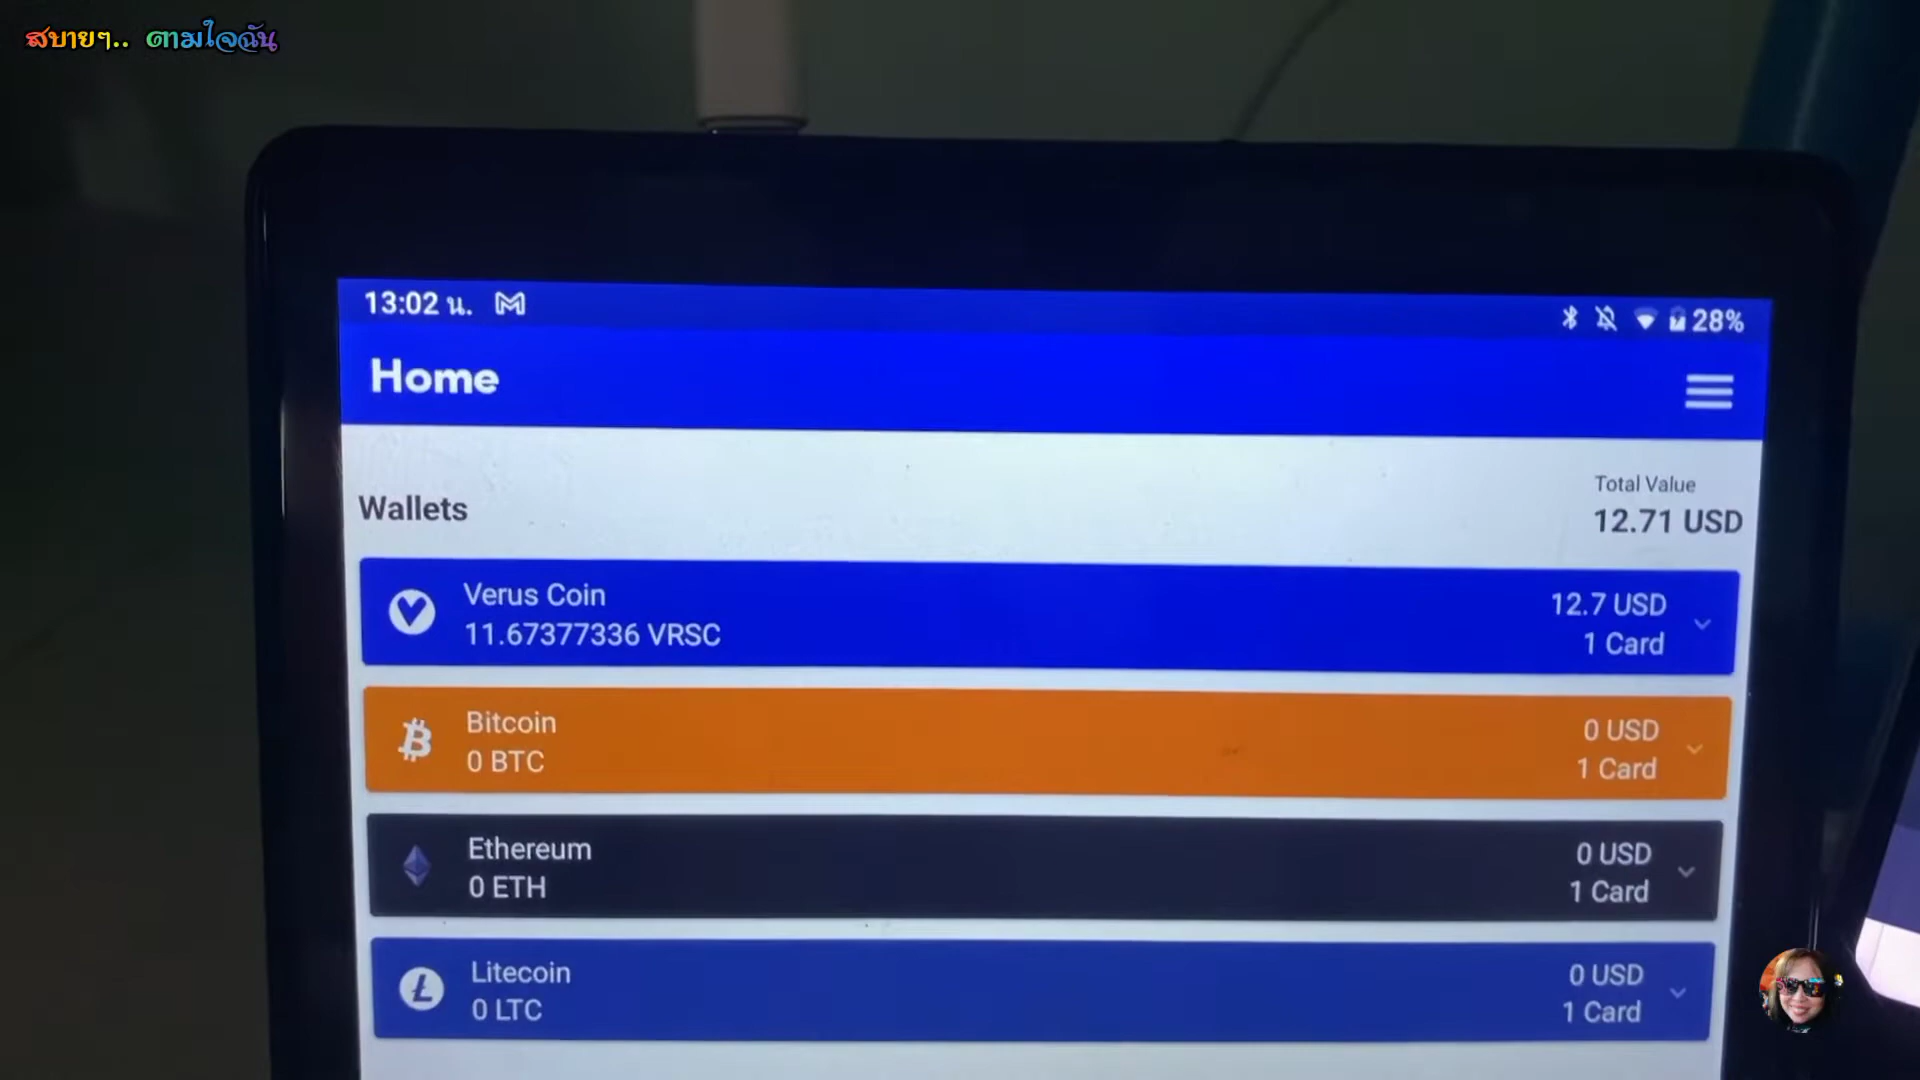 สบายๆ.. ตามใจฉัน
13:02 น.
28%
Home
Wallets
Total Value
12.71 USD
Verus Coin
11.67377336 VRSC
12.7 USD
1 Card
Bitcoin
0 BTC
0 USD
1 Card
Ethereum
0 ETH
0 USD
1 Card
Litecoin
0 LTC
0 USD
1 Card